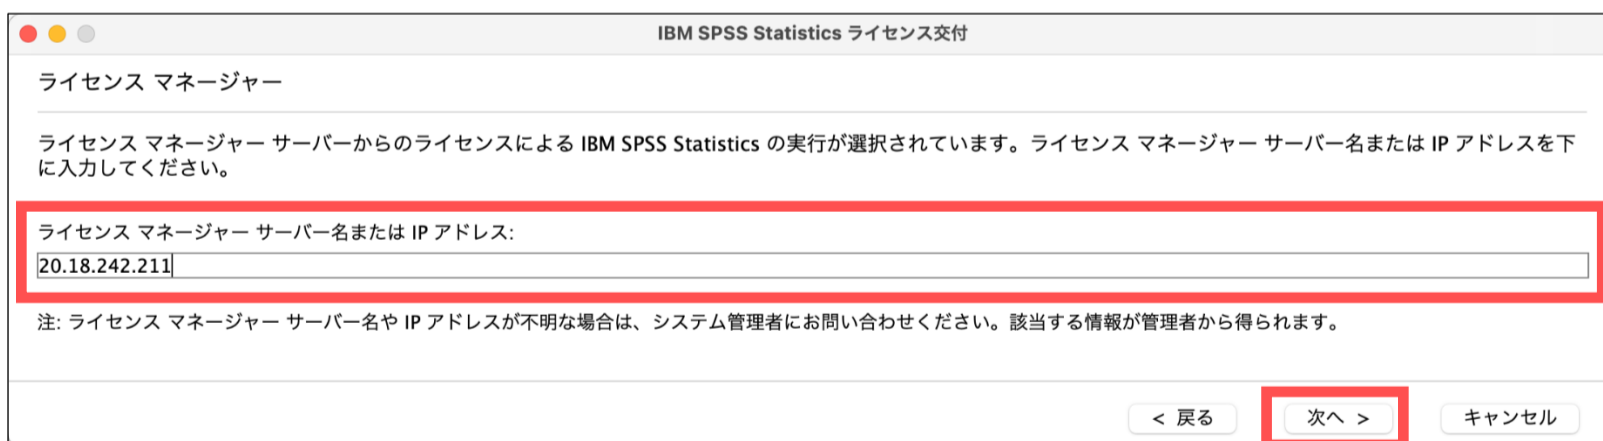 IBM SPSS Statistics ライセンス交付
ライセンス マネージャー
ライセンス マネージャー サーバーからのライセンスによる IBM SPSS Statistics の実行が選択されています。ライセンス マネージャー サーバー名または IP アドレスを下
に入力してください。
ライセンス マネージャー サーバー名または IP アドレス:
20.18.242.211
注: ライセンス マネージャー サーバー名や IP アドレスが不明な場合は、システム管理者にお問い合わせください。該当する情報が管理者から得られます。
< 戻る 次へ > キャンセル